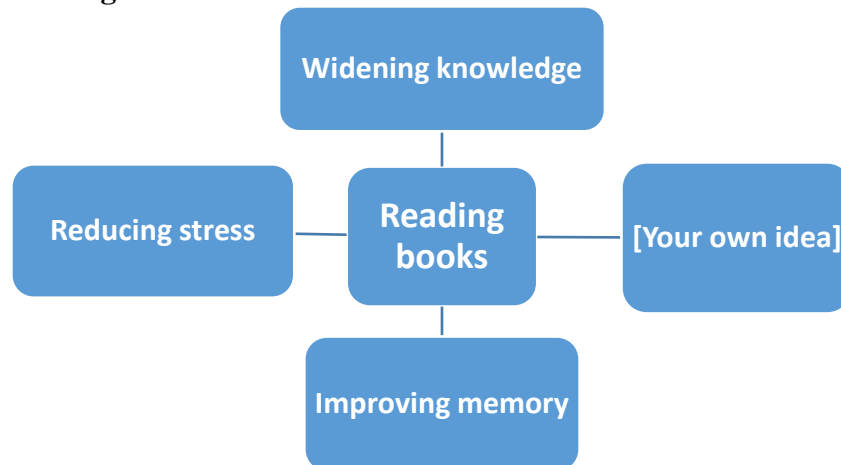 Widening knowledge
Reducing stress
Reading
books
[Your own idea]
Improving memory